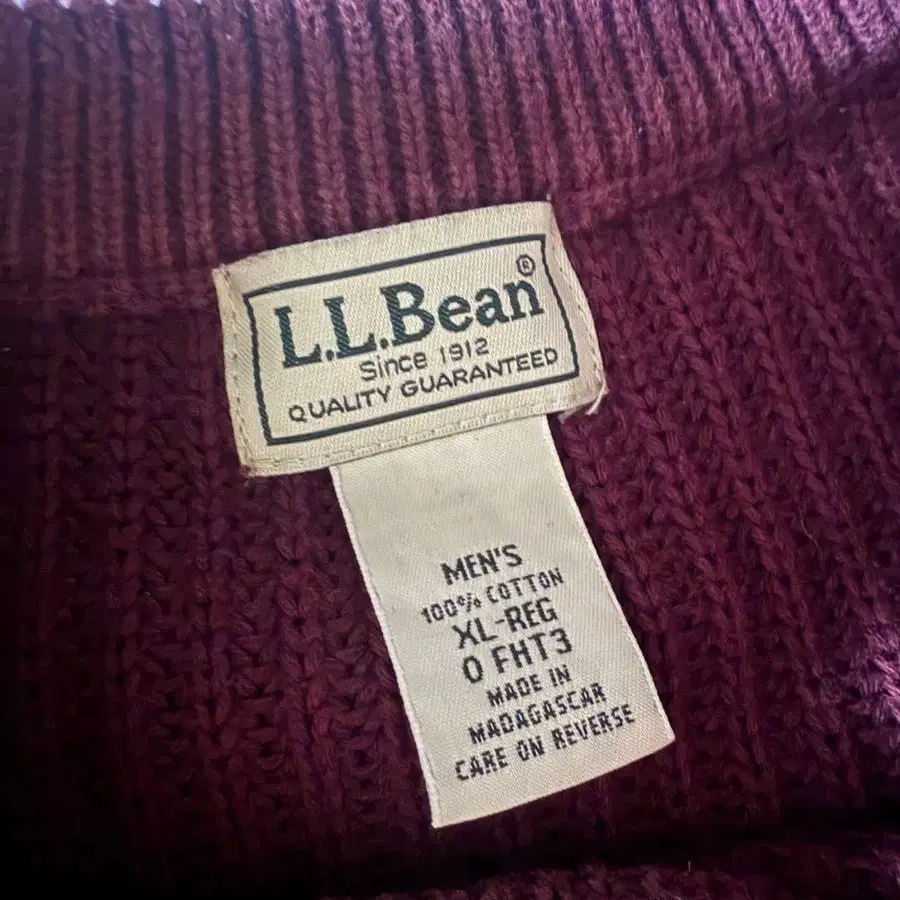 L.L.Bean®
Since 1912
QUALITY GUARANTEED
MEN'S
100% COTTON
XL-REG
0 FHT3
MADE IN
MADAGASCAR
CARE ON REVERSE